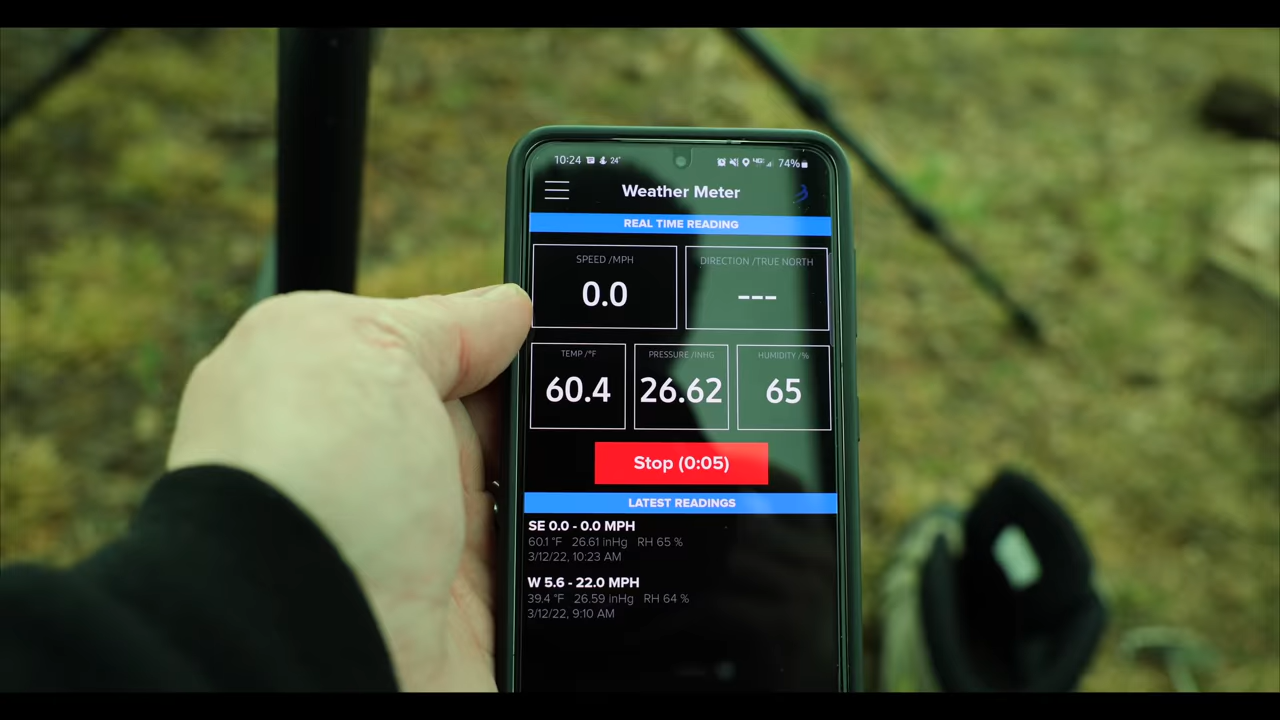 10:24 24° 4G 74%
Weather Meter
REAL TIME READING
SPEED /MPH DIRECTION /TRUE NORTH
0.0 ---
TEMP /°F PRESSURE /INHG HUMIDITY /%
60.4 26.62 65
Stop (0:05)
LATEST READINGS
SE 0.0 - 0.0 MPH
60.1 °F 26.61 inHg RH 65 %
3/12/22, 10:23 AM
W 5.6 - 22.0 MPH
39.4 °F 26.59 inHg RH 64 %
3/12/22, 9:10 AM